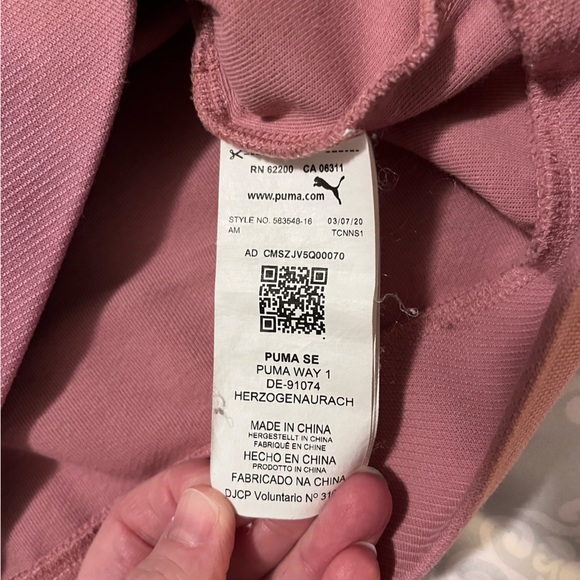 RN 62200 CA 06311
www.puma.com
STYLE NO. 583548-16 03/07/20
AM TCNNS1
AD CMSZJV5Q00070
PUMA SE
PUMA WAY 1
DE-91074
HERZOGENAURACH
MADE IN CHINA
HERGESTELLT IN CHINA
FABRIQUÉ EN CHINE
HECHO EN CHINA
PRODOTTO IN CHINA
FABRICADO NA CHINA
DJCP Voluntario Nº